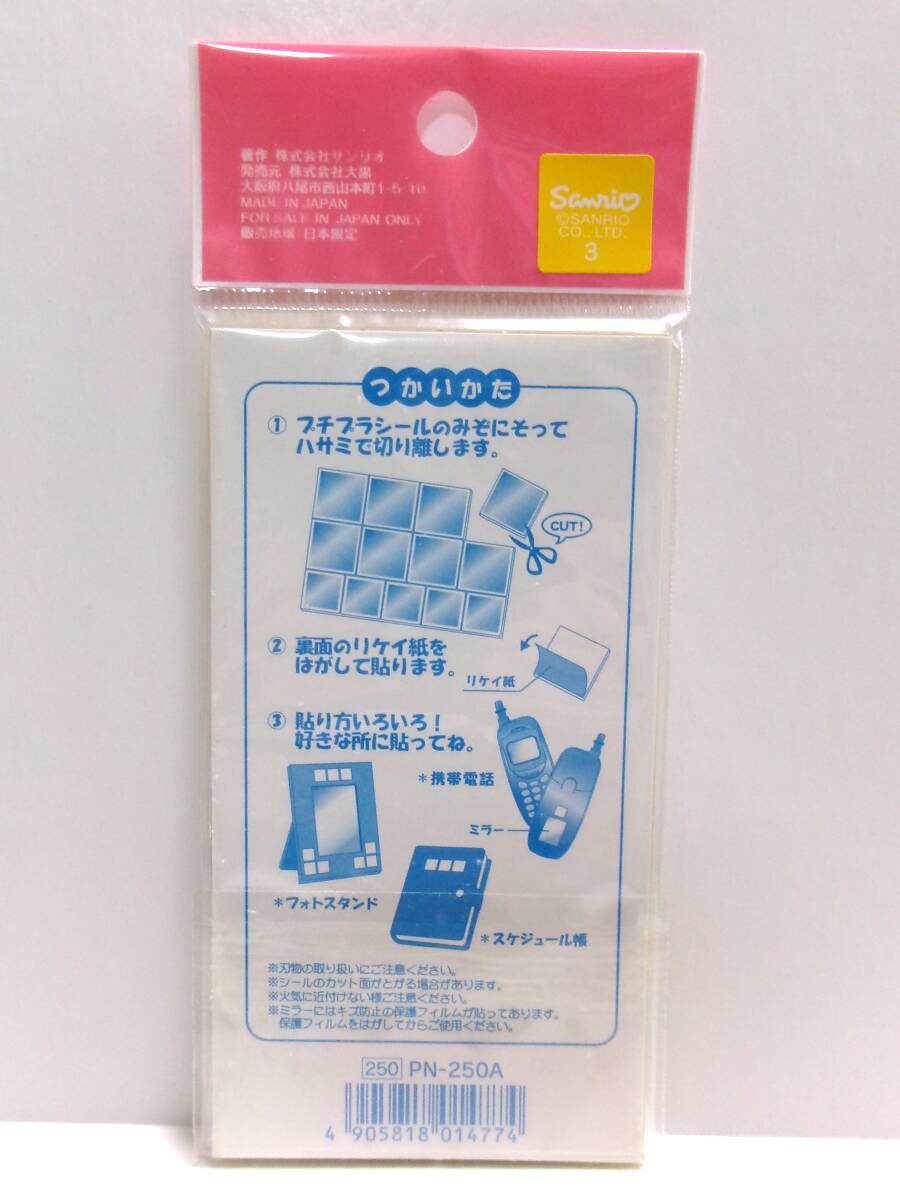 著作 株式会社サンリオ
発売元 株式会社大黒
大阪府八尾市西山本町1-5-10
MADE IN JAPAN
FOR SALE IN JAPAN ONLY
販売地域 日本限定
Sanrio
©SANRIO
CO., LTD.
3
つかいかた
① プチプラシールのみぞにそって
ハサミで切り離します。
CUT!
② 裏面のリケイ紙を
はがして貼ります。
リケイ紙
③ 貼り方いろいろ!
好きな所に貼ってね。
*携帯電話
ミラー
*フォトスタンド
*スケジュール帳
※刃物の取り扱いにご注意ください。
※シールのカット面がとがる場合があります。
※火気に近付けない様ご注意ください。
※ミラーにはキズ防止の保護フィルムが貼ってあります。
保護フィルムをはがしてからご使用ください。
250 PN-250A
4 905818 014774